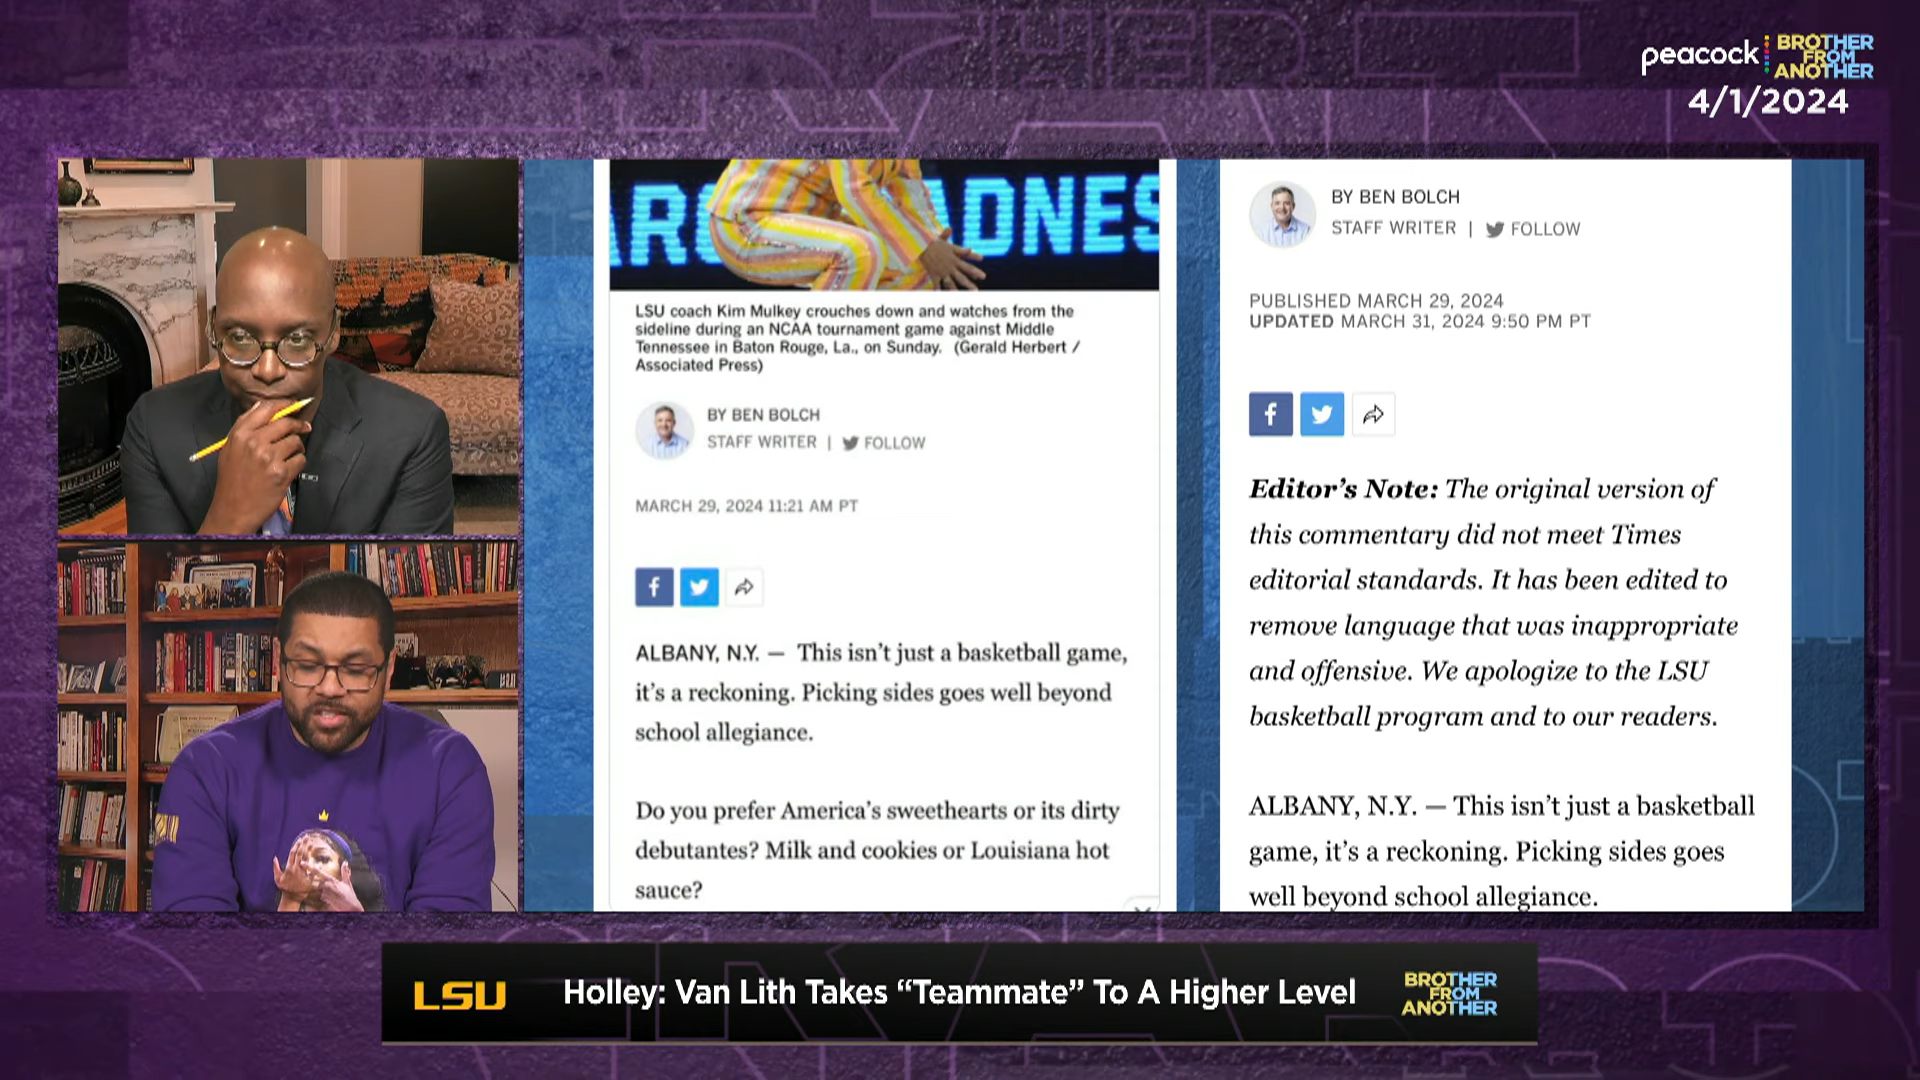 peacock
BROTHER
FROM
ANOTHER
4/1/2024
LSU coach Kim Mulkey crouches down and watches from the
sideline during an NCAA tournament game against Middle
Tennessee in Baton Rouge, La., on Sunday. (Gerald Herbert /
Associated Press)
BY BEN BOLCH
STAFF WRITER | FOLLOW
MARCH 29, 2024 11:21 AM PT
ALBANY, N.Y. — This isn’t just a basketball game,
it’s a reckoning. Picking sides goes well beyond
school allegiance.
Do you prefer America’s sweethearts or its dirty
debutantes? Milk and cookies or Louisiana hot
sauce?
BY BEN BOLCH
STAFF WRITER | FOLLOW
PUBLISHED MARCH 29, 2024
UPDATED MARCH 31, 2024 9:50 PM PT
Editor’s Note: The original version of
this commentary did not meet Times
editorial standards. It has been edited to
remove language that was inappropriate
and offensive. We apologize to the LSU
basketball program and to our readers.
ALBANY, N.Y. — This isn’t just a basketball
game, it’s a reckoning. Picking sides goes
well beyond school allegiance.
LSU
Holley: Van Lith Takes “Teammate” To A Higher Level
BROTHER
FROM
ANOTHER